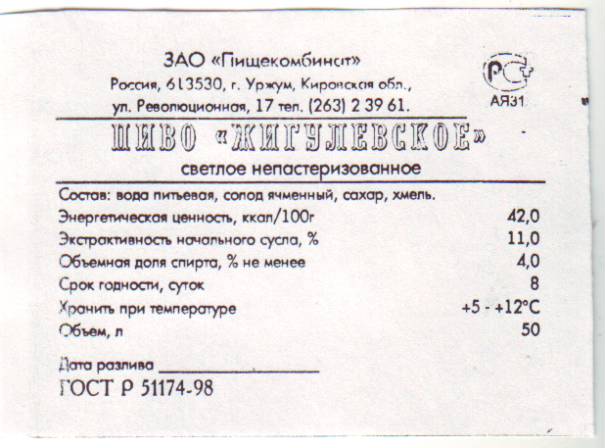 ЗАО «Пищекомбинат»
Россия, 613530, г. Уржум, Кировская обл.,
ул. Революционная, 17 тел. (263) 2 39 61.
РСТ
АЯ31
ПИВО «ЖИГУЛЕВСКОЕ»
светлое непастеризованное
Состав: вода питьевая, солод ячменный, сахар, хмель.
Энергетическая ценность, ккал/100г 42,0
Экстрактивность начального сусла, % 11,0
Объемная доля спирта, % не менее 4,0
Срок годности, суток 8
Хранить при температуре +5 - +12°С
Объем, л 50
Дата разлива
ГОСТ Р 51174-98